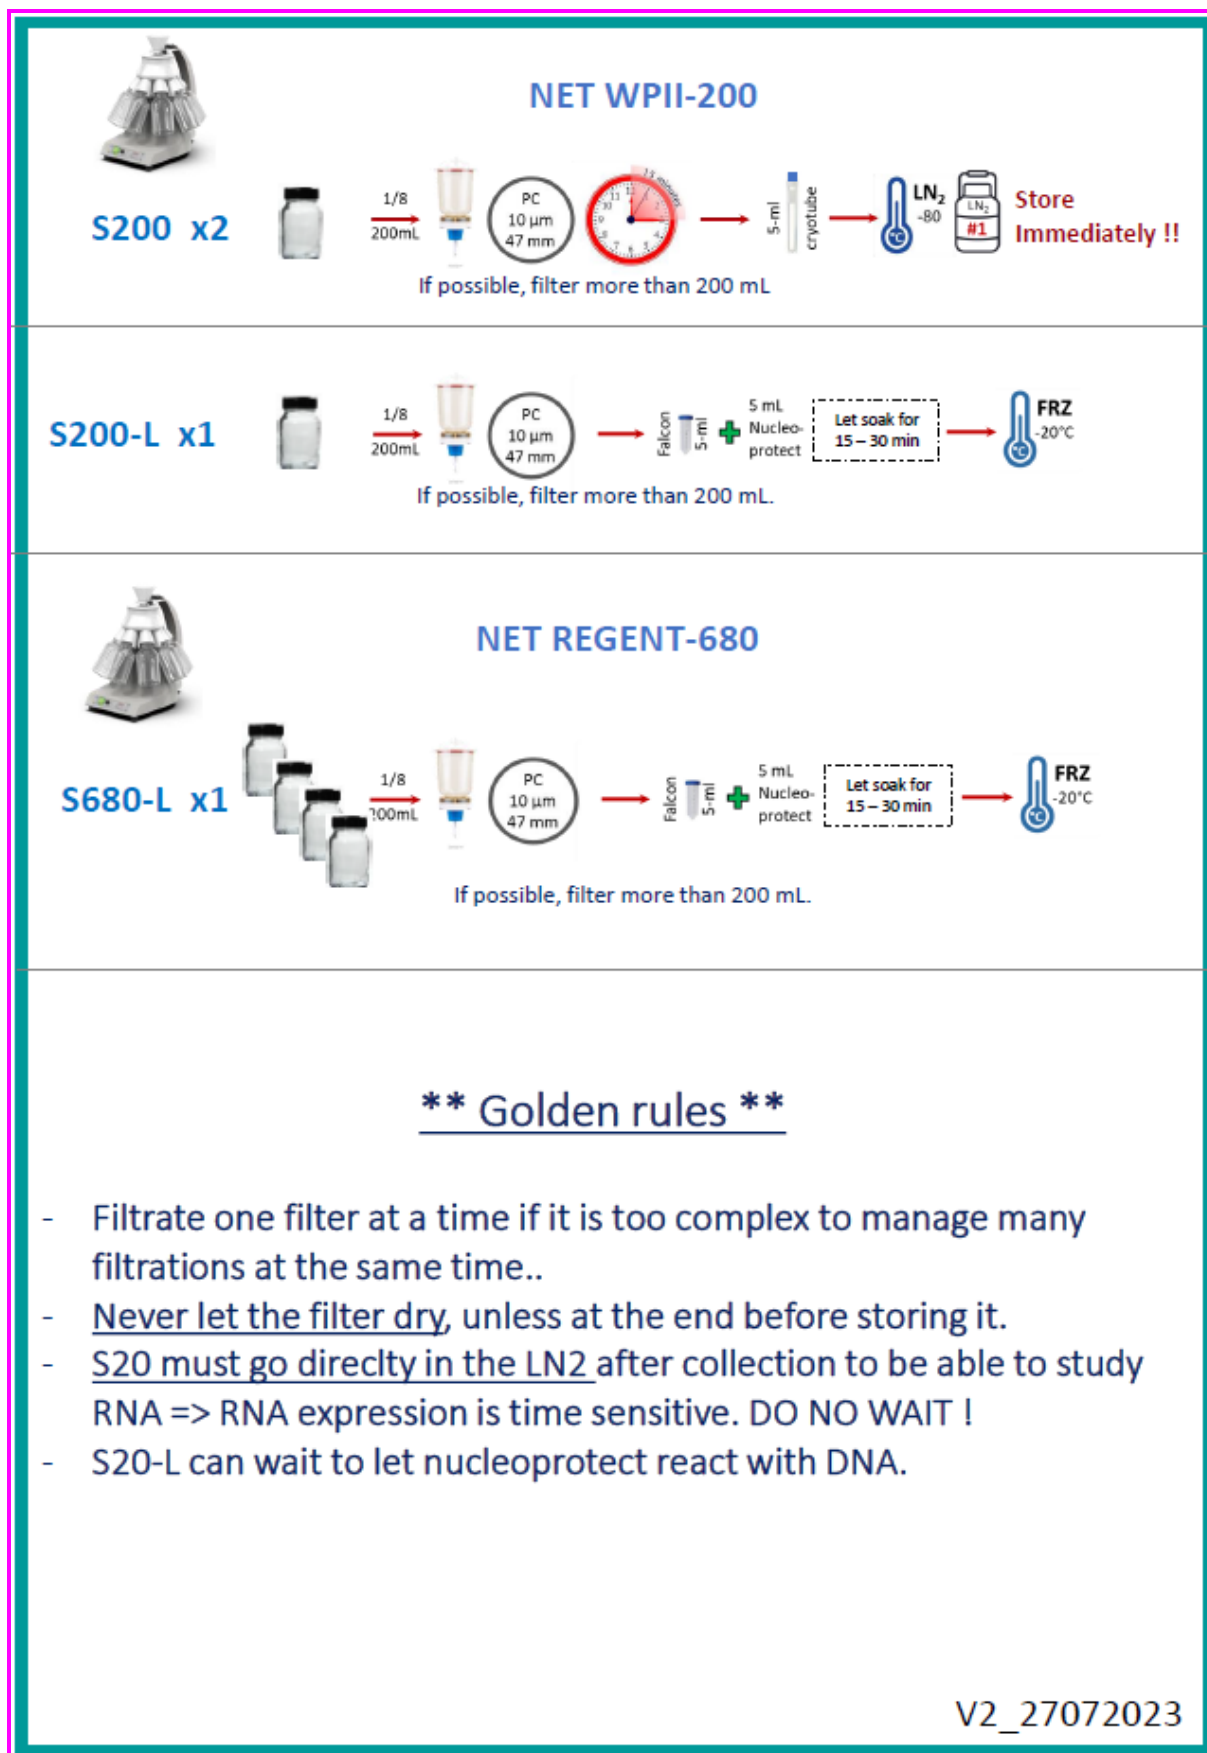 NET WPII-200
S200 x2
1/8
200mL
PC
10 µm
47 mm
15 minutes
5-ml
cryotube
LN₂
-80
LN₂
#1
Store
Immediately !!
If possible, filter more than 200 mL
S200-L x1
1/8
200mL
PC
10 µm
47 mm
Falcon
5-ml
5 mL
Nucleo-
protect
Let soak for
15 – 30 min
FRZ
-20°C
If possible, filter more than 200 mL.
NET REGENT-680
S680-L x1
1/8
200mL
PC
10 µm
47 mm
Falcon
5-ml
5 mL
Nucleo-
protect
Let soak for
15 – 30 min
FRZ
-20°C
If possible, filter more than 200 mL.
** Golden rules **
- Filtrate one filter at a time if it is too complex to manage many
filtrations at the same time..
- Never let the filter dry, unless at the end before storing it.
- S20 must go direclty in the LN2 after collection to be able to study
RNA => RNA expression is time sensitive. DO NO WAIT !
- S20-L can wait to let nucleoprotect react with DNA.
V2_27072023